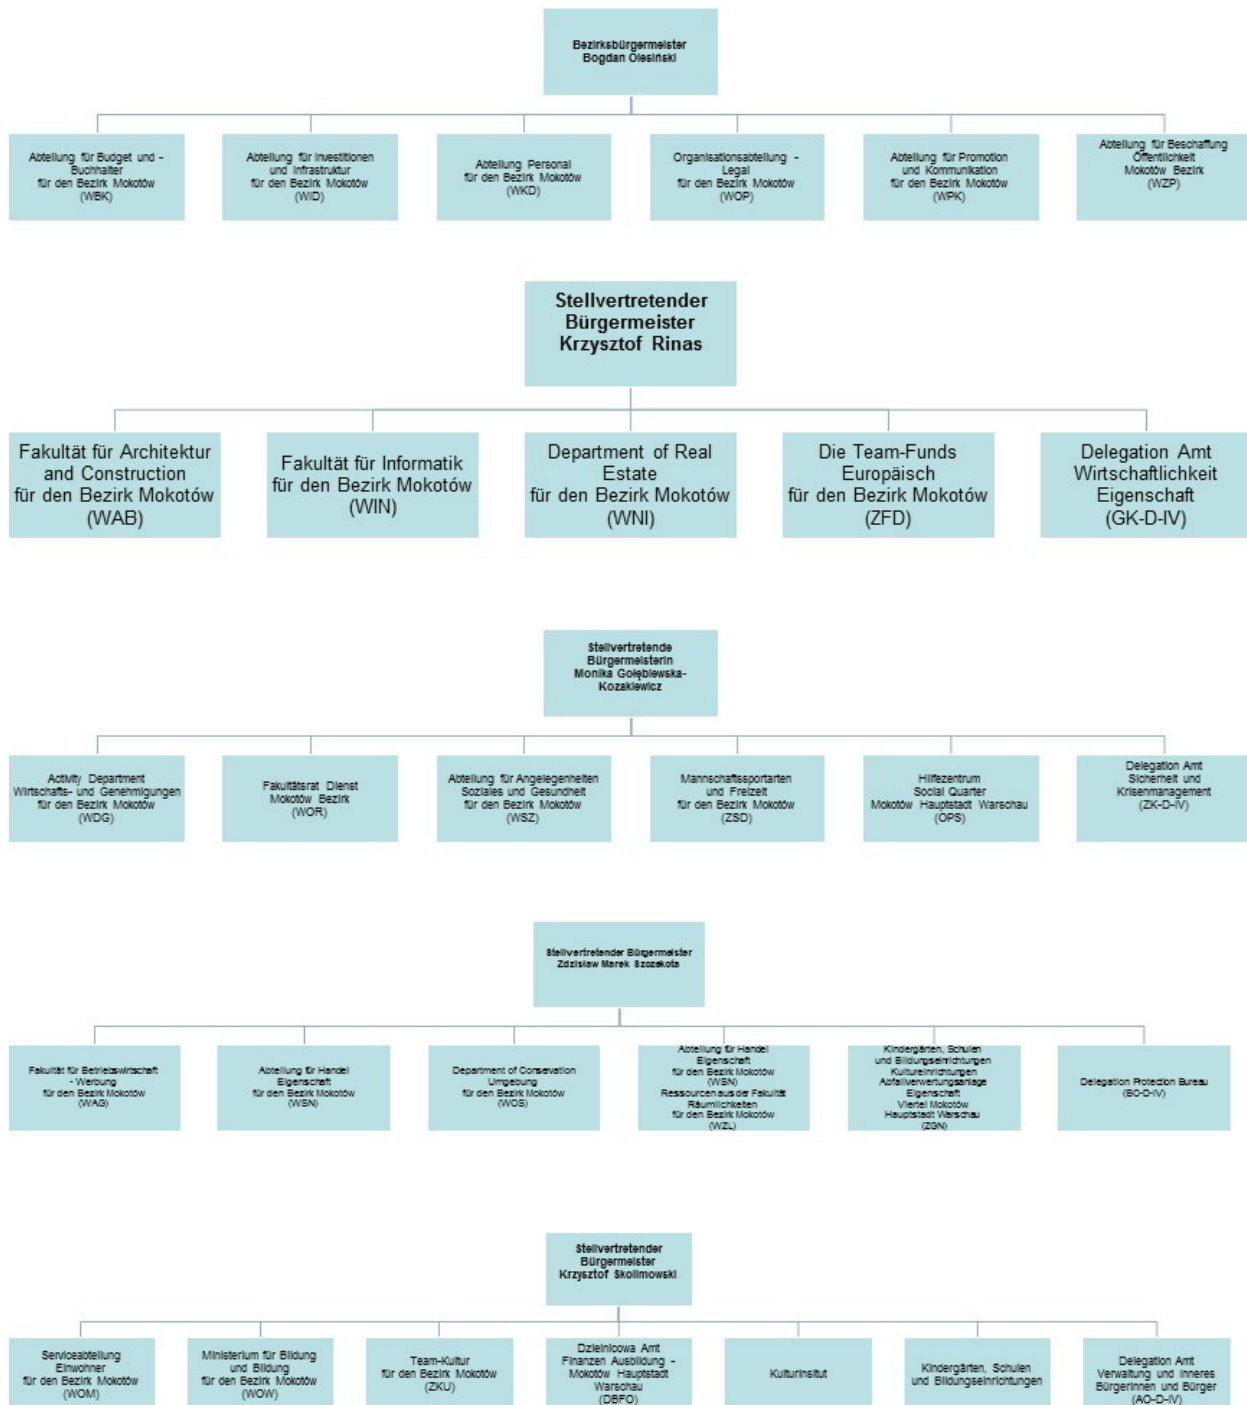 Bezirksbürgermeister
Bogdan Olesiński
Abteilung für Budget und -
Buchhalter
für den Bezirk Mokotów
(WBK)
Abteilung für Investitionen
und Infrastruktur
für den Bezirk Mokotów
(WID)
Abteilung Personal
für den Bezirk Mokotów
(WKD)
Organisationsabteilung -
Legal
für den Bezirk Mokotów
(WOP)
Abteilung für Promotion
und Kommunikation
für den Bezirk Mokotów
(WPK)
Abteilung für Beschaffung
Öffentlichkeit
Mokotów Bezirk
(WZP)
Stellvertretender
Bürgermeister
Krzysztof Rinas
Fakultät für Architektur
and Construction
für den Bezirk Mokotów
(WAB)
Fakultät für Informatik
für den Bezirk Mokotów
(WIN)
Department of Real
Estate
für den Bezirk Mokotów
(WNI)
Die Team-Funds
Europäisch
für den Bezirk Mokotów
(ZFD)
Delegation Amt
Wirtschaftlichkeit
Eigenschaft
(GK-D-IV)
Stellvertretende
Bürgermeisterin
Monika Gołębiewska-
Kozakiewicz
Activity Department
Wirtschafts- und Genehmigungen
für den Bezirk Mokotów
(WDG)
Fakultätsrat Dienst
Mokotów Bezirk
(WOR)
Abteilung für Angelegenheiten
Soziales und Gesundheit
für den Bezirk Mokotów
(WSZ)
Mannschaftssportarten
und Freizeit
für den Bezirk Mokotów
(ZSD)
Hilfezentrum
Social Quarter
Mokotów Hauptstadt Warschau
(OPS)
Delegation Amt
Sicherheit und
Krisenmanagement
(ZK-D-IV)
Stellvertretender Bürgermeister
Zdzisław Marek Szczekota
Fakultät für Betriebswirtschaft
- Werbung
für den Bezirk Mokotów
(WAG)
Abteilung für Handel
Eigenschaft
für den Bezirk Mokotów
(WSN)
Department of Conservation
Umgebung
für den Bezirk Mokotów
(WOS)
Abteilung für Handel
Eigenschaft
für den Bezirk Mokotów
(WSN)
Ressourcen aus der Fakultät
Räumlichkeiten
für den Bezirk Mokotów
(WZL)
Kindergärten, Schulen
und Bildungseinrichtungen
Kultureinrichtungen
Abfallverwertungsanlage
Eigenschaft
Viertel Mokotów
Hauptstadt Warschau
(ZGN)
Delegation Protection Bureau
(BO-D-IV)
Stellvertretender
Bürgermeister
Krzysztof Skolimowski
Serviceabteilung
Einwohner
für den Bezirk Mokotów
(WOM)
Ministerium für Bildung
und Bildung
für den Bezirk Mokotów
(WOW)
Team-Kultur
für den Bezirk Mokotów
(ZKU)
Dzielnicowa Amt
Finanzen Ausbildung -
Mokotów Hauptstadt
Warschau
(DBFO)
Kulturinsitut
Kindergärten, Schulen
und Bildungseinrichtungen
Delegation Amt
Verwaltung und Inneres
Bürgerinnen und Bürger
(AO-D-IV)